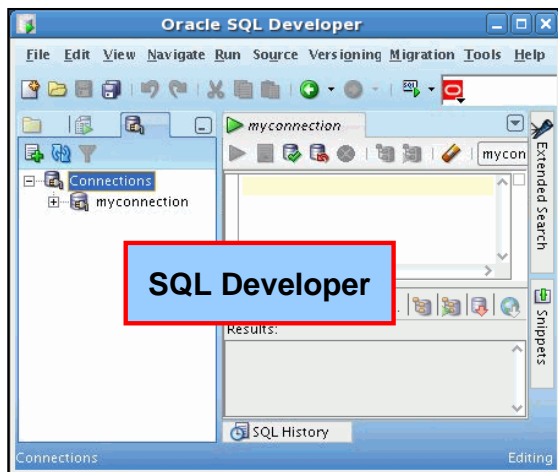 Oracle SQL Developer
File Edit View Navigate Run Source Versioning Migration Tools Help
myconnection
mycon
Connections
myconnection
SQL Developer
Results:
SQL History
Extended Search
Snippets
Connections
Editing